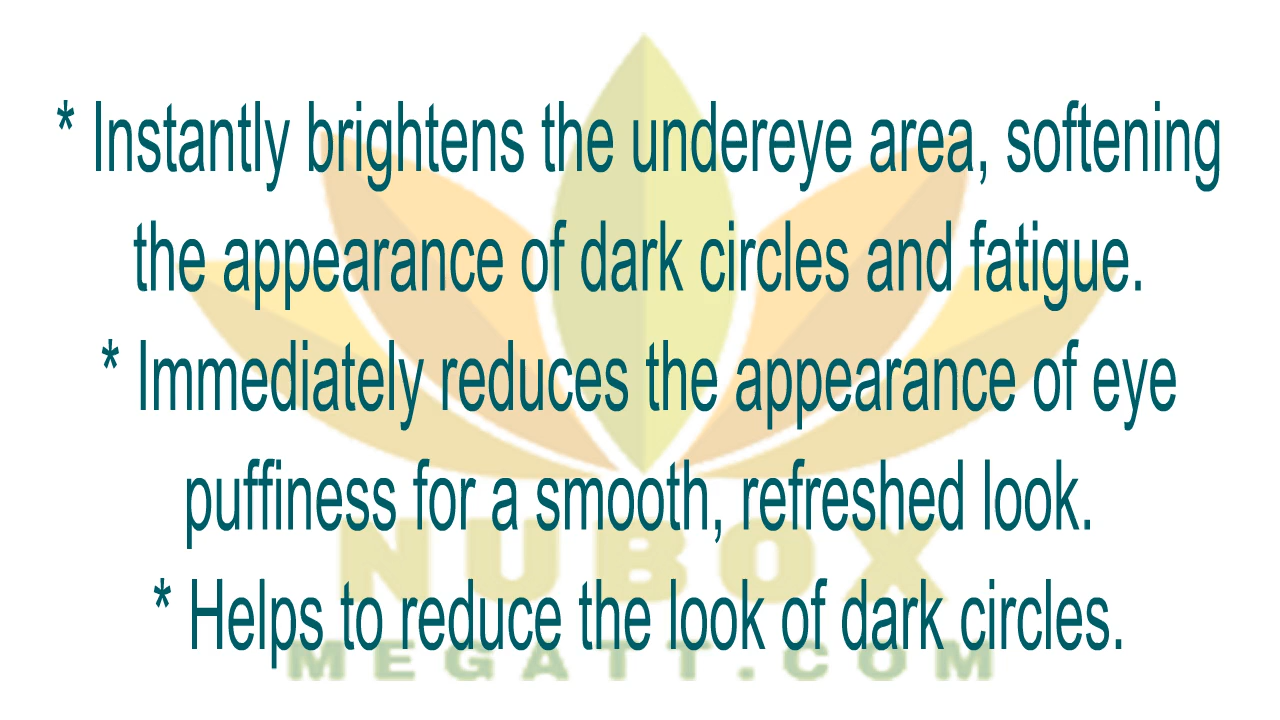 * Instantly brightens the undereye area, softening
the appearance of dark circles and fatigue.
* Immediately reduces the appearance of eye
puffiness for a smooth, refreshed look.
NUBOX
* Helps to reduce the look of dark circles.
MEGATT.COM